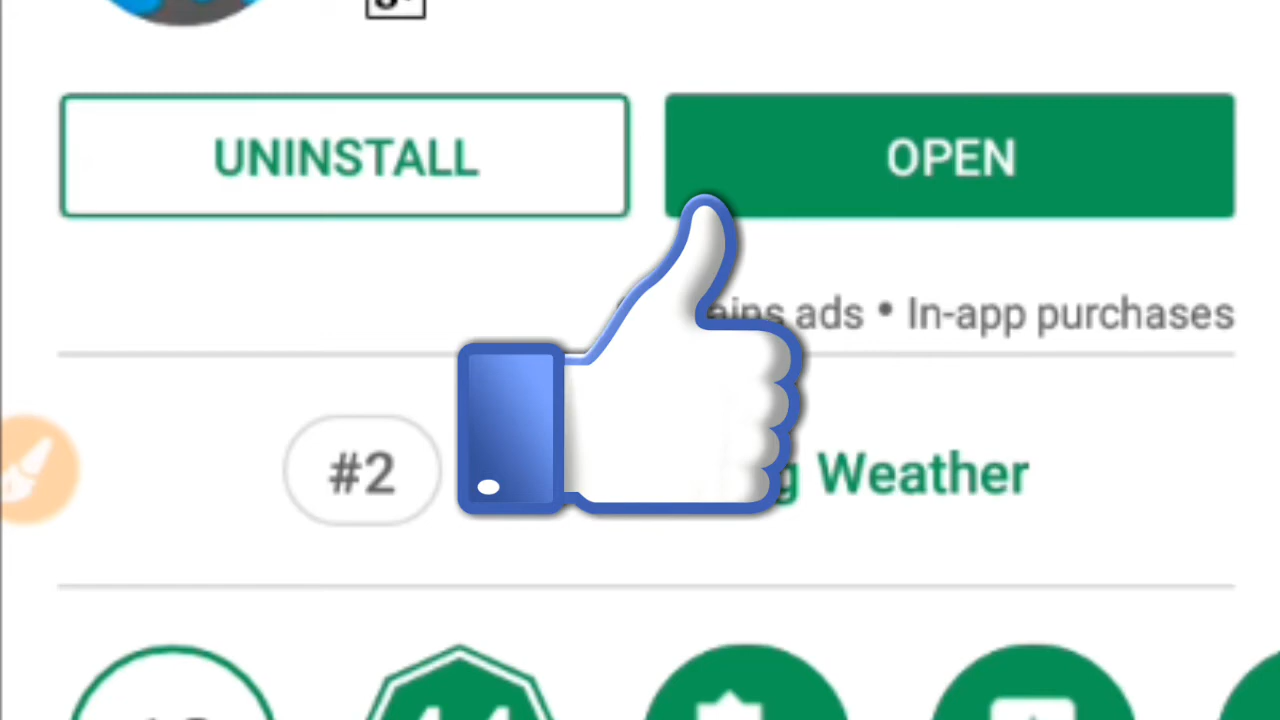 UNINSTALL
OPEN
ads • In-app purchases
#2
Weather